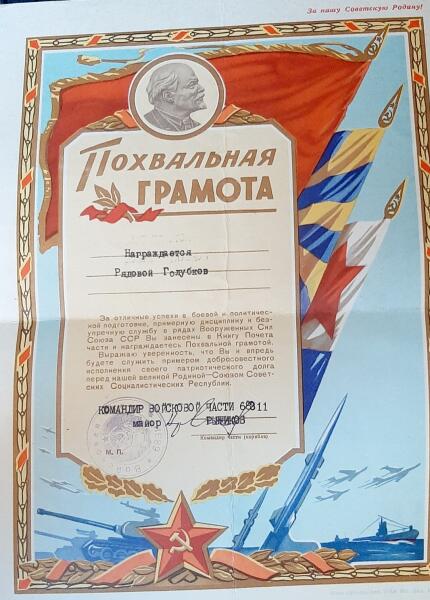 За нашу Советскую Родину!
Похвальная
ГРАМОТА
Награждается
Рядовой Голубков
За отличные успехи в боевой и политичес-
кой подготовке, примерную дисциплину и без-
упречную службу в рядах Вооруженных Сил
Союза ССР Вы занесены в Книгу Почета
части и награждаетесь Похвальной грамотой.
Выражаю уверенность, что Вы и впредь
будете служить примером добросовестного
исполнения своего патриотического долга
перед нашей великой Родиной—Союзом Совет-
ских Социалистических Республик.
КОМАНДИР ВОЙСКОВОЙ ЧАСТИ 68311
майор
Командир части (корабля)
М. П.